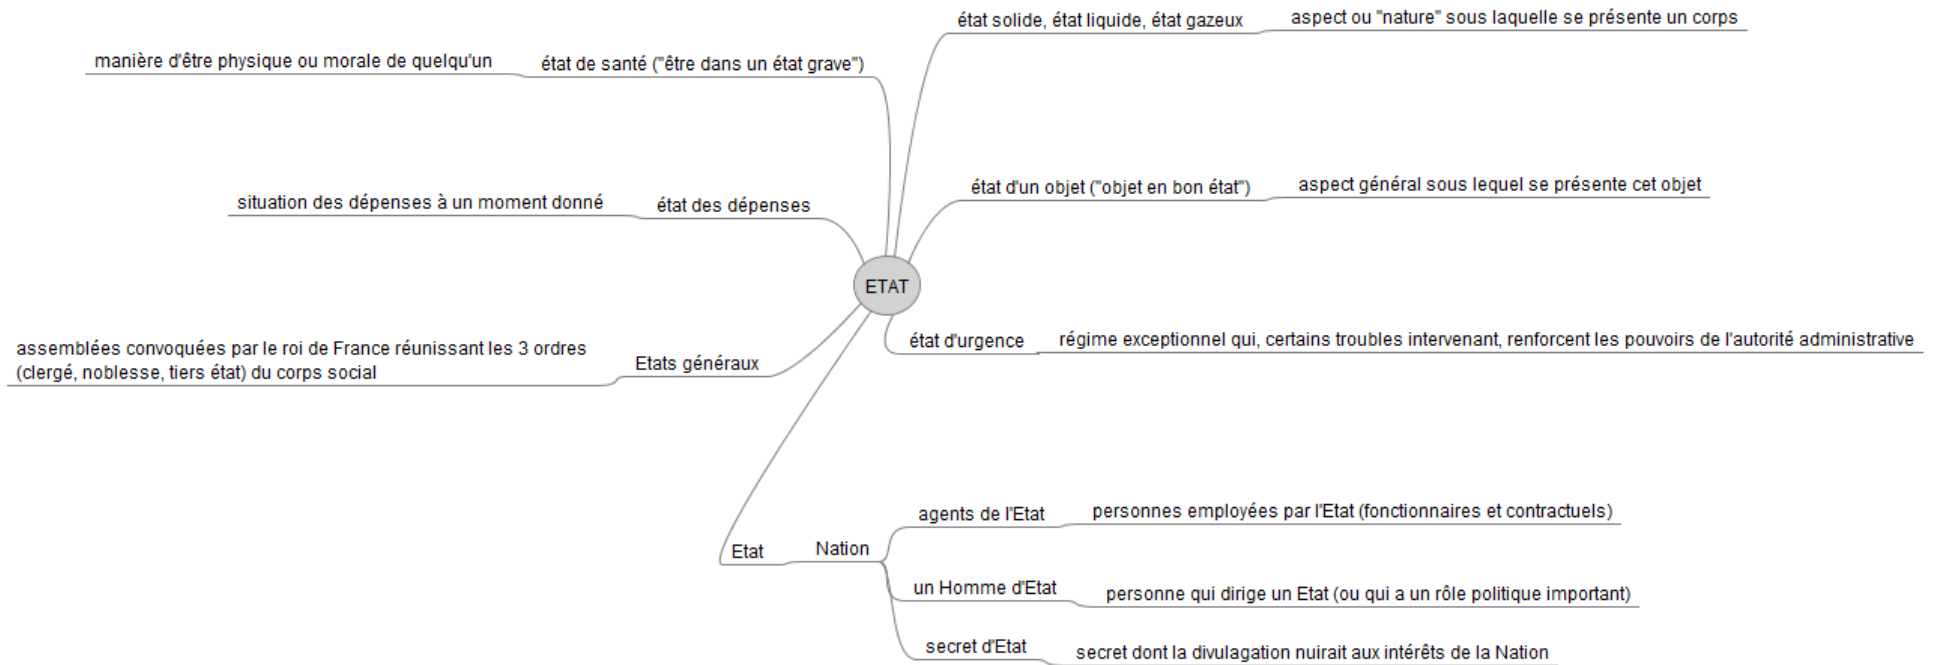 état solide, état liquide, état gazeux
aspect ou "nature" sous laquelle se présente un corps
manière d'être physique ou morale de quelqu'un
état de santé ("être dans un état grave")
état d'un objet ("objet en bon état")
aspect général sous lequel se présente cet objet
situation des dépenses à un moment donné
état des dépenses
ETAT
état d'urgence
régime exceptionnel qui, certains troubles intervenant, renforcent les pouvoirs de l'autorité administrative
assemblées convoquées par le roi de France réunissant les 3 ordres
(clergé, noblesse, tiers état) du corps social
Etats généraux
Etat
Nation
agents de l'Etat
personnes employées par l'Etat (fonctionnaires et contractuels)
un Homme d'Etat
personne qui dirige un Etat (ou qui a un rôle politique important)
secret d'Etat
secret dont la divulagation nuirait aux intérêts de la Nation